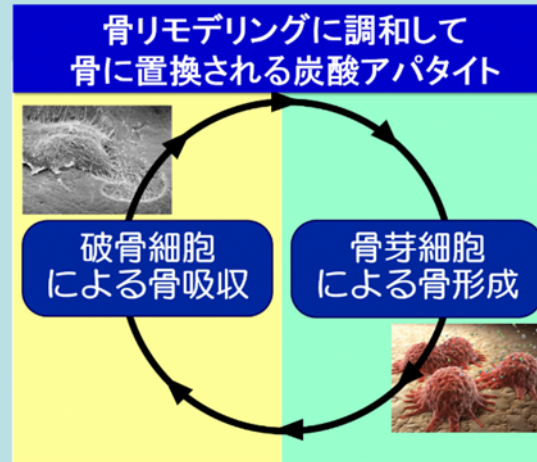 骨リモデリングに調和して
骨に置換される炭酸アパタイト
破骨細胞
による骨吸収
骨芽細胞
による骨形成